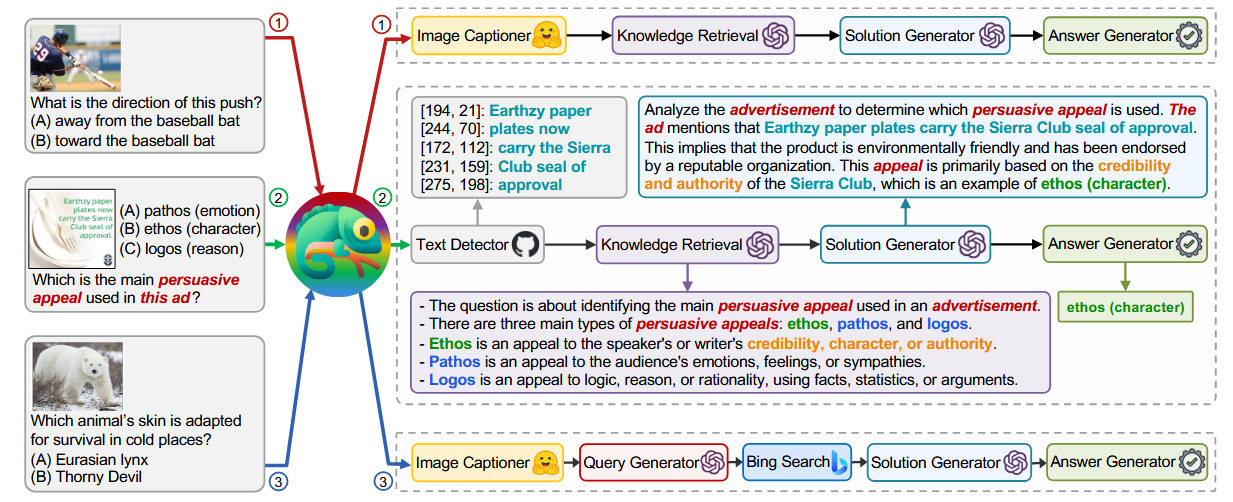 What is the direction of this push?
(A) away from the baseball bat
(B) toward the baseball bat
29
Earthzy paper
plates now
carry the Sierra
Club seal of
approval.
(A) pathos (emotion)
(B) ethos (character)
(C) logos (reason)
Which is the main persuasive
appeal used in this ad?
Which animal's skin is adapted
for survival in cold places?
(A) Eurasian lynx
(B) Thorny Devil
1
2
3
1
Image Captioner
Knowledge Retrieval
Solution Generator
Answer Generator
2
[194, 21]: Earthzy paper
[244, 70]: plates now
[172, 112]: carry the Sierra
[231, 159]: Club seal of
[275, 198]: approval
Analyze the advertisement to determine which persuasive appeal is used. The
ad mentions that Earthzy paper plates carry the Sierra Club seal of approval.
This implies that the product is environmentally friendly and has been endorsed
by a reputable organization. This appeal is primarily based on the credibility
and authority of the Sierra Club, which is an example of ethos (character).
Text Detector
Knowledge Retrieval
Solution Generator
Answer Generator
- The question is about identifying the main persuasive appeal used in an advertisement.
- There are three main types of persuasive appeals: ethos, pathos, and logos.
- Ethos is an appeal to the speaker's or writer's credibility, character, or authority.
- Pathos is an appeal to the audience's emotions, feelings, or sympathies.
- Logos is an appeal to logic, reason, or rationality, using facts, statistics, or arguments.
ethos (character)
3
Image Captioner
Query Generator
Bing Search
Solution Generator
Answer Generator